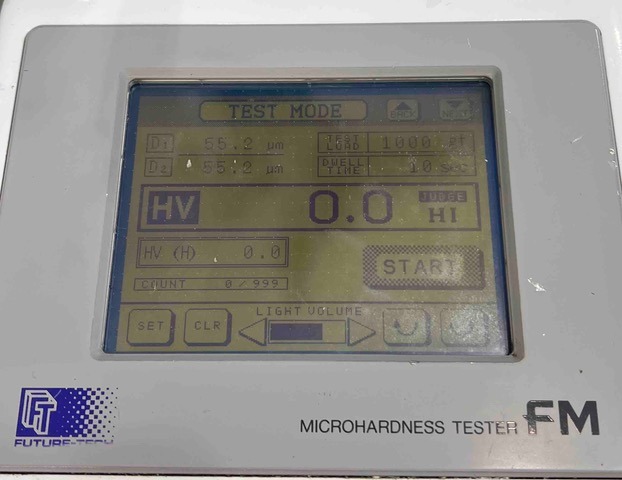 TEST MODE
BACK
D1 55.2 µm
D2 55.2 µm
TEST LOAD 1000 gf
DWELL TIME 10 sec
HV 0.0
JUDGE
HI
HV (H) 0.0
START
COUNT 0/999
SET
CLR
LIGHT VOLUME
FT
FUTURE-TECH
MICROHARDNESS TESTER FM